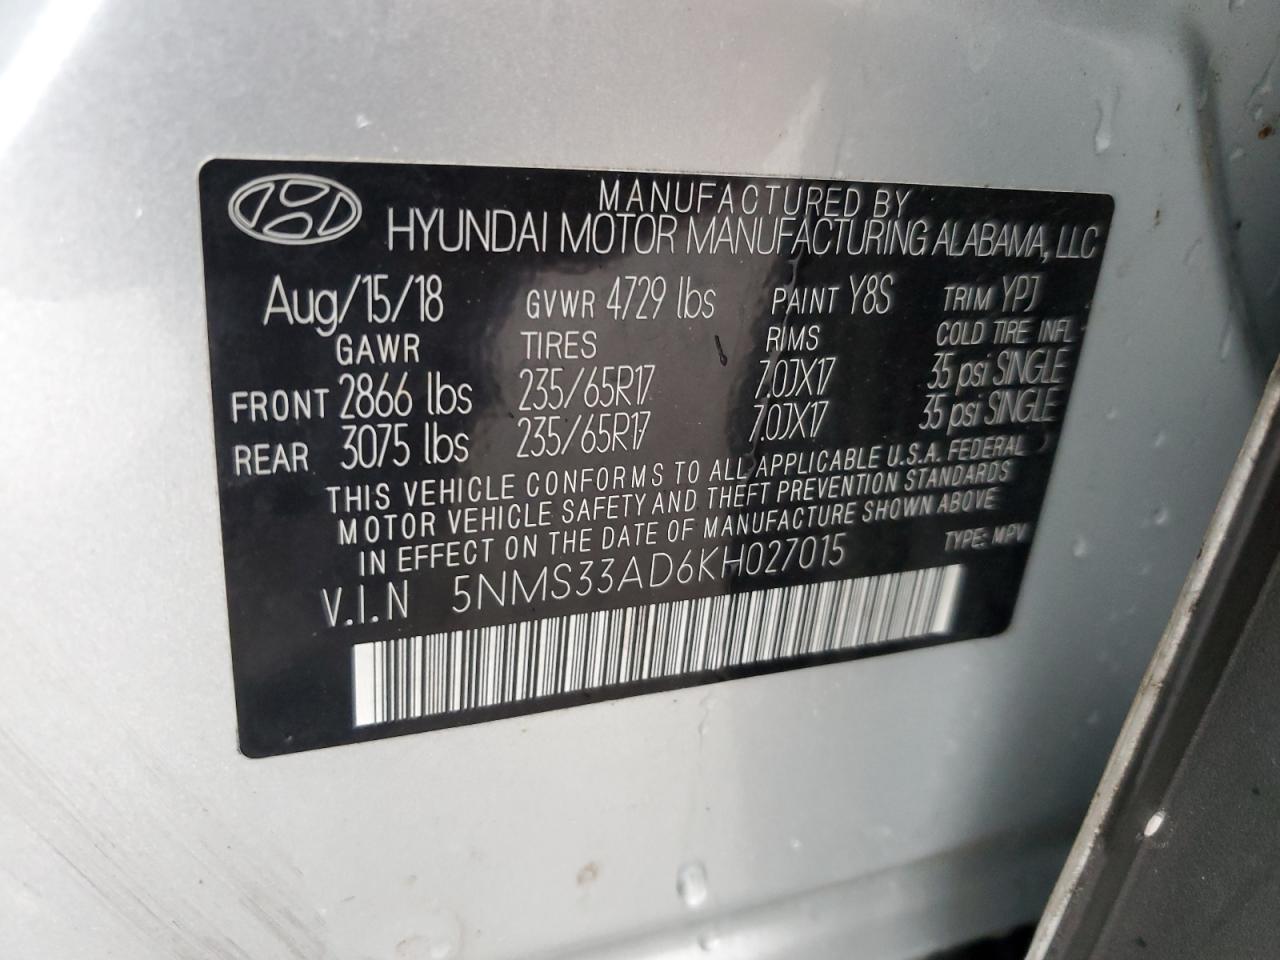 MANUFACTURED BY
HYUNDAI MOTOR MANUFACTURING ALABAMA, LLC
Aug/15/18 GVWR 4729 lbs PAINT Y8S TRIM YPJ
GAWR TIRES RIMS COLD TIRE INFL
FRONT 2866 lbs 235/65R17 7.0JX17 35 psi SINGLE
REAR 3075 lbs 235/65R17 7.0JX17 35 psi SINGLE
THIS VEHICLE CONFORMS TO ALL APPLICABLE U.S.A. FEDERAL
MOTOR VEHICLE SAFETY AND THEFT PREVENTION STANDARDS
IN EFFECT ON THE DATE OF MANUFACTURE SHOWN ABOVE
V.I.N 5NMS33AD6KH027015 TYPE: MPV